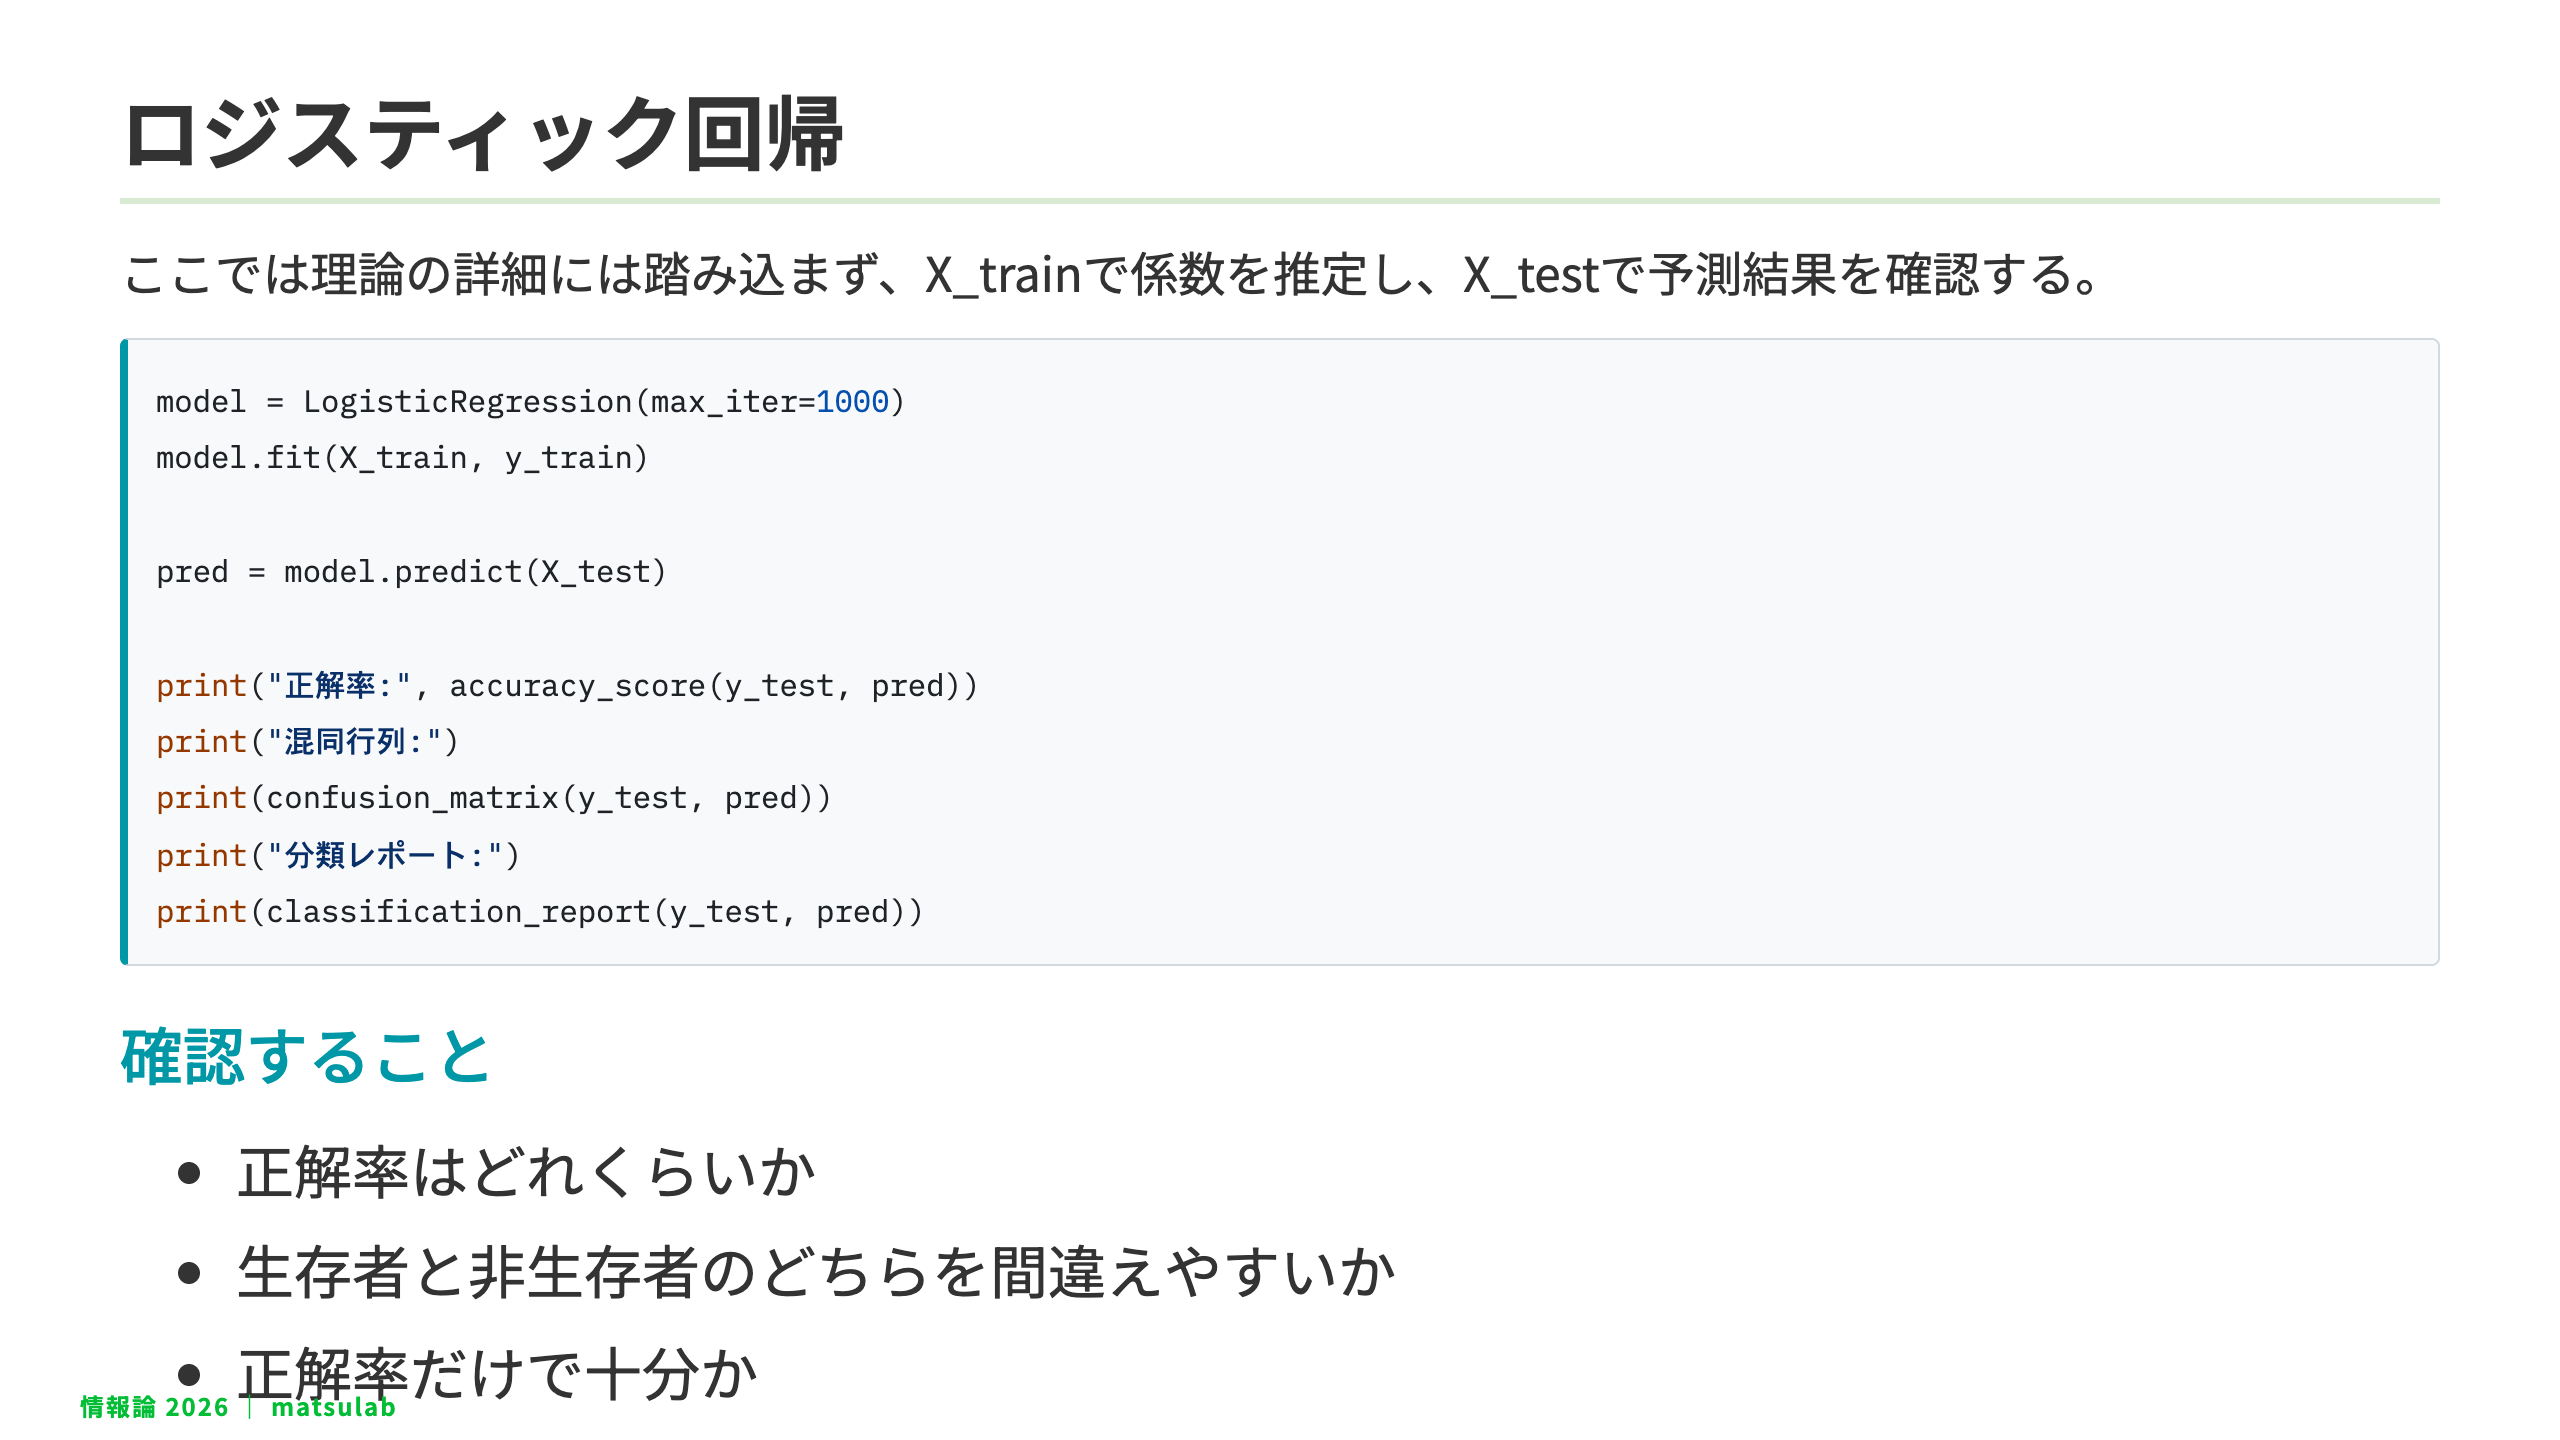 ロジスティック回帰
ここでは理論の詳細には踏み込まず、X_trainで係数を推定し、X_testで予測結果を確認する。
model = LogisticRegression(max_iter=1000)
model.fit(X_train, y_train)
pred = model.predict(X_test)
print("正解率:", accuracy_score(y_test, pred))
print("混同行列:")
print(confusion_matrix(y_test, pred))
print("分類レポート:")
print(classification_report(y_test, pred))
確認すること
• 正解率はどれくらいか
• 生存者と非生存者のどちらを間違えやすいか
• 正解率だけで十分か
情報論 2026 ｜ matsulab